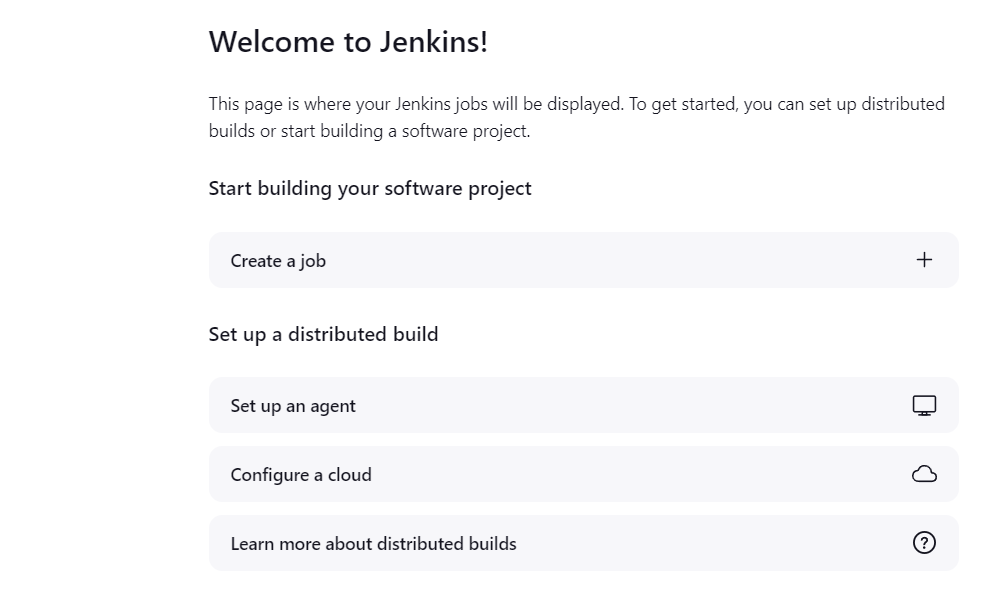 Welcome to Jenkins!
This page is where your Jenkins jobs will be displayed. To get started, you can set up distributed
builds or start building a software project.
Start building your software project
Create a job
Set up a distributed build
Set up an agent
Configure a cloud
Learn more about distributed builds